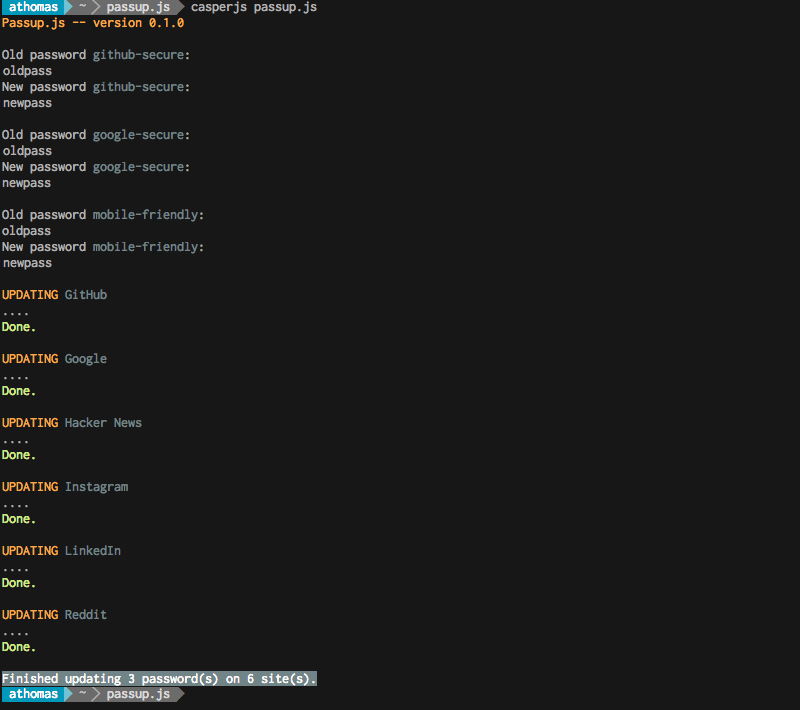 athomas ~ passup.js casperjs passup.js
Passup.js -- version 0.1.0
Old password github-secure:
oldpass
New password github-secure:
newpass
Old password google-secure:
oldpass
New password google-secure:
newpass
Old password mobile-friendly:
oldpass
New password mobile-friendly:
newpass
UPDATING GitHub
....
Done.
UPDATING Google
....
Done.
UPDATING Hacker News
....
Done.
UPDATING Instagram
....
Done.
UPDATING LinkedIn
....
Done.
UPDATING Reddit
....
Done.
Finished updating 3 password(s) on 6 site(s).
athomas ~ passup.js